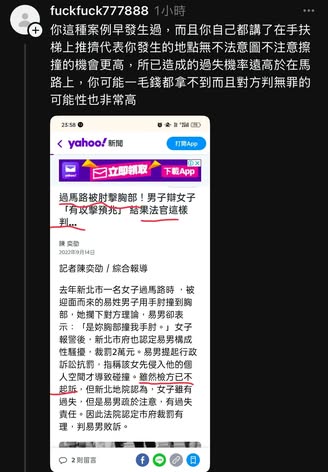 fuckfuck777888 1小時
你這種案例早發生過，而且你自己都講了在手扶
梯上推擠代表你發生的地點無不法意圖不注意擦
撞的機會更高，所已造成的過失機率遠高於在馬
路上，你可能一毛錢都拿不到而且對方判無罪的
可能性也非常高
23:58
yahoo!新聞
打開App
立即領取
下載App
過馬路被肘擊胸部！男子辯女子
「有攻擊預兆」 結果法官這樣
判...
陳 奕劭
2022年9月14日
記者陳奕劭／綜合報導
去年新北市一名女子過馬路時，被
迎面而來的易姓男子用手肘撞到胸
部，她攔下對方理論，易男卻表
示：「是妳胸部撞我手肘。」女子
報警後，新北市府也認定易男構成
性騷擾，裁罰2萬元。易男提起行政
訴訟抗罰，指稱該女先侵入他的個
人空間才導致碰撞。雖然檢方已不
起訴，但新北地院認為，女子雖有
過失，但是易男疏於注意，有過失
責任。因此法院認定市府裁罰有
理，判易男敗訴。
2 則留言